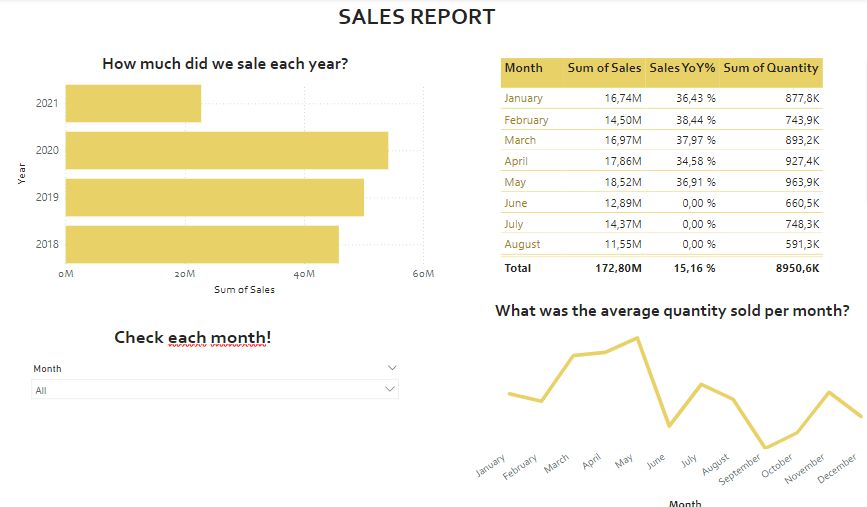 SALES REPORT
How much did we sale each year?
Year
2021
2020
2019
2018
0M 20M 40M 60M
Sum of Sales
Month Sum of Sales Sales YoY% Sum of Quantity
January 16,74M 36,43 % 877,8K
February 14,50M 38,44 % 743,9K
March 16,97M 37,97 % 893,2K
April 17,86M 34,58 % 927,4K
May 18,52M 36,91 % 963,9K
June 12,89M 0,00 % 660,5K
July 14,37M 0,00 % 748,3K
August 11,55M 0,00 % 591,3K
Total 172,80M 15,16 % 8950,6K
Check each month!
Month
All
What was the average quantity sold per month?
January February March April May June July August September October November December
Month